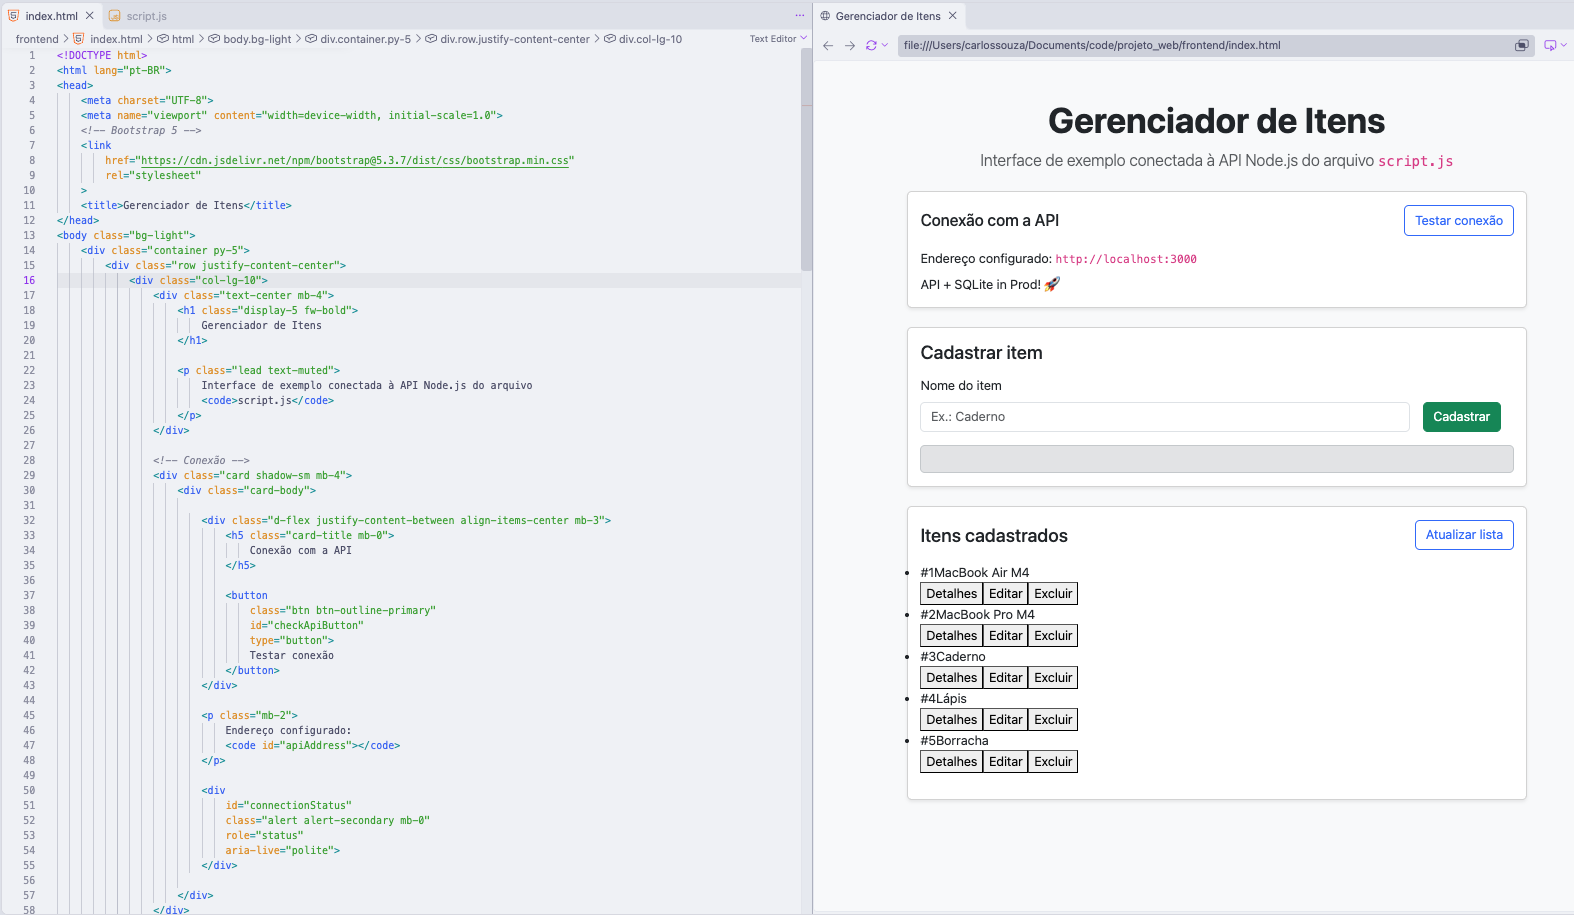 index.html
script.js
frontend > index.html > html > body.bg-light > div.container.py-5 > div.row.justify-content-center > div.col-lg-10
Text Editor
1 <!DOCTYPE html>
2 <html lang="pt-BR">
3 <head>
4 <meta charset="UTF-8">
5 <meta name="viewport" content="width=device-width, initial-scale=1.0">
6 <!-- Bootstrap 5 -->
7 <link
8 href="https://cdn.jsdelivr.net/npm/bootstrap@5.3.7/dist/css/bootstrap.min.css"
9 rel="stylesheet"
10 >
11 <title>Gerenciador de Itens</title>
12 </head>
13 <body class="bg-light">
14 <div class="container py-5">
15 <div class="row justify-content-center">
16 <div class="col-lg-10">
17 <div class="text-center mb-4">
18 <h1 class="display-5 fw-bold">
19 Gerenciador de Itens
20 </h1>
21
22 <p class="lead text-muted">
23 Interface de exemplo conectada à API Node.js do arquivo
24 <code>script.js</code>
25 </p>
26 </div>
27
28 <!-- Conexão -->
29 <div class="card shadow-sm mb-4">
30 <div class="card-body">
31
32 <div class="d-flex justify-content-between align-items-center mb-3">
33 <h5 class="card-title mb-0">
34 Conexão com a API
35 </h5>
36
37 <button
38 class="btn btn-outline-primary"
39 id="checkApiButton"
40 type="button">
41 Testar conexão
42 </button>
43 </div>
44
45 <p class="mb-2">
46 Endereço configurado:
47 <code id="apiAddress"></code>
48 </p>
49
50 <div
51 id="connectionStatus"
52 class="alert alert-secondary mb-0"
53 role="status"
54 aria-live="polite">
55 </div>
56
57 </div>
58 </div>
Gerenciador de Itens
file:///Users/carlossouza/Documents/code/projeto_web/frontend/index.html
Gerenciador de Itens
Interface de exemplo conectada à API Node.js do arquivo script.js
Conexão com a API
Testar conexão
Endereço configurado: http://localhost:3000
API + SQLite in Prod! 🚀
Cadastrar item
Nome do item
Ex.: Caderno
Cadastrar
Itens cadastrados
Atualizar lista
#1MacBook Air M4
Detalhes Editar Excluir
#2MacBook Pro M4
Detalhes Editar Excluir
#3Caderno
Detalhes Editar Excluir
#4Lápis
Detalhes Editar Excluir
#5Borracha
Detalhes Editar Excluir